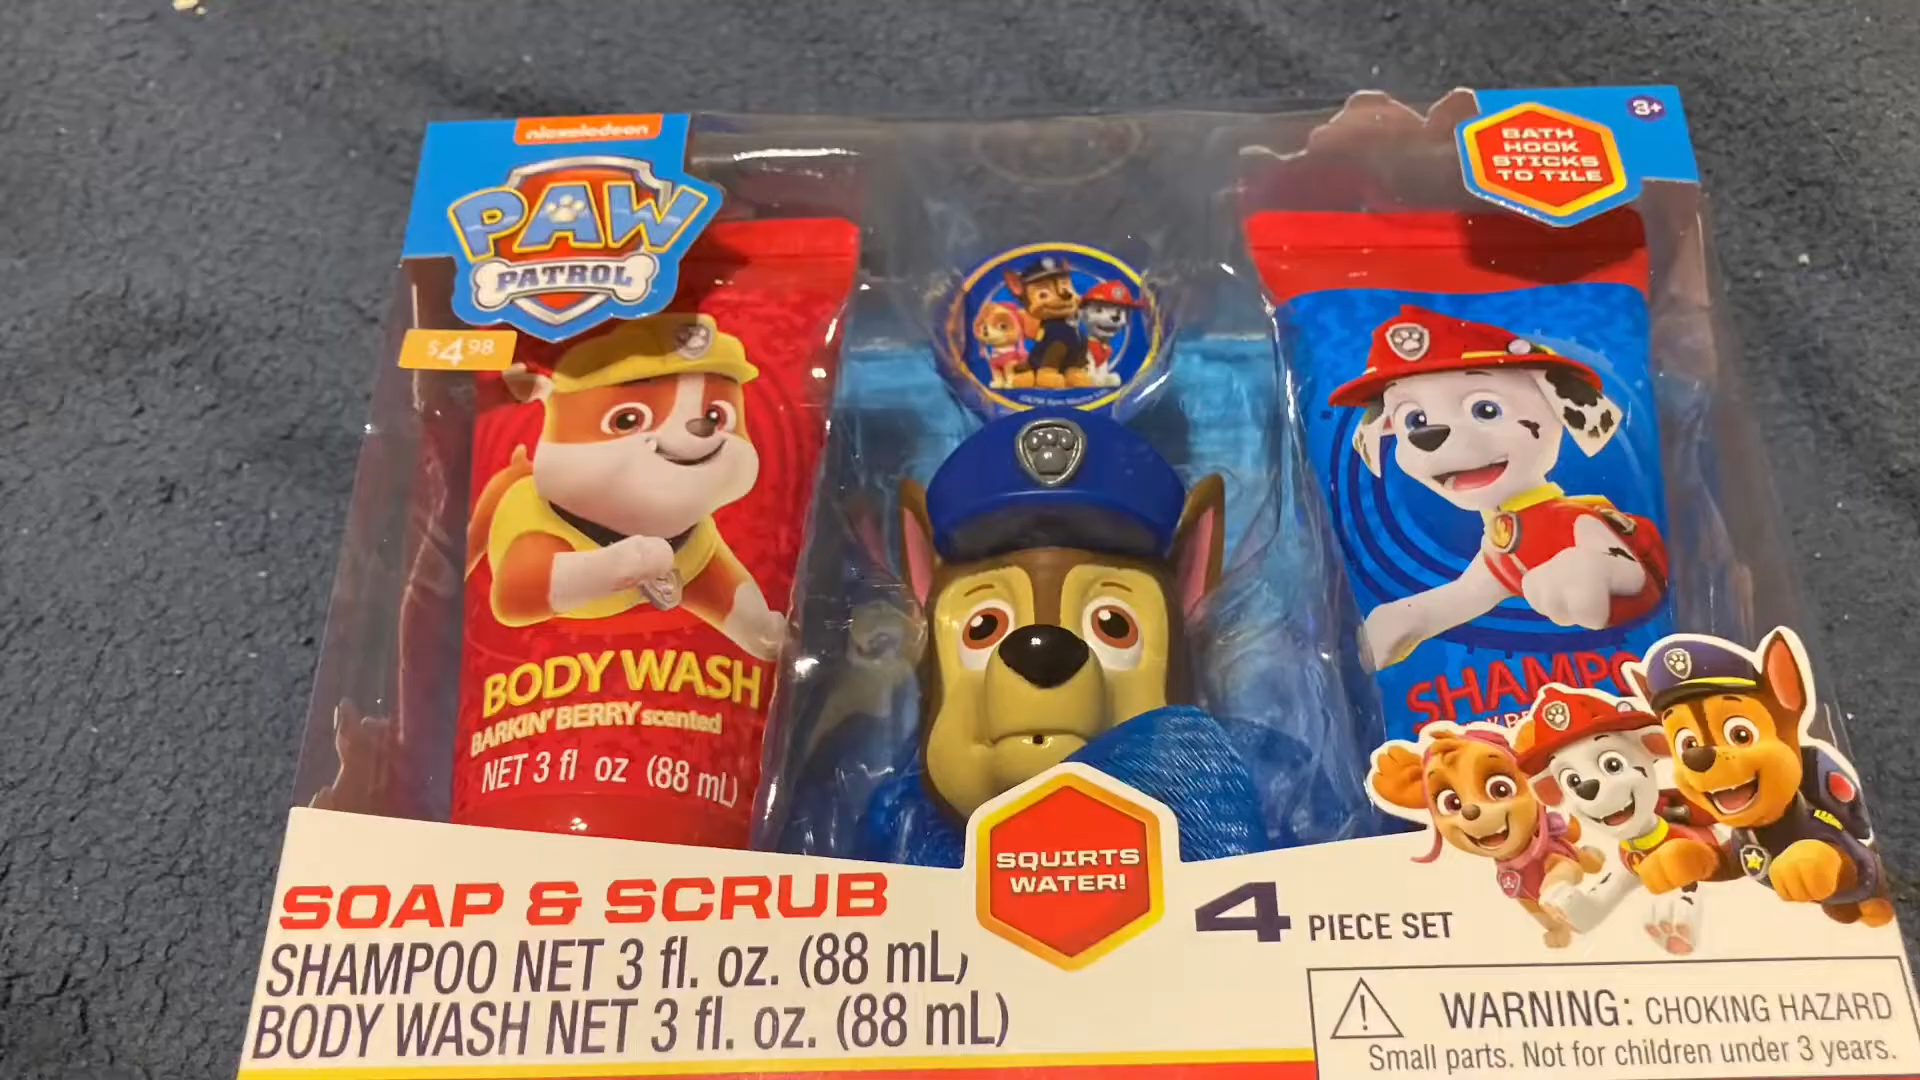 nickelodeon
PAW
PATROL
$4.98
BATH
HOOK
STICKS
TO TILE
3+
BODY WASH
BARKIN' BERRY scented
NET 3 fl oz (88 mL)
SQUIRTS
WATER!
SOAP & SCRUB
SHAMPOO NET 3 fl. oz. (88 mL)
BODY WASH NET 3 fl. oz. (88 mL)
4 PIECE SET
WARNING: CHOKING HAZARD
Small parts. Not for children under 3 years.